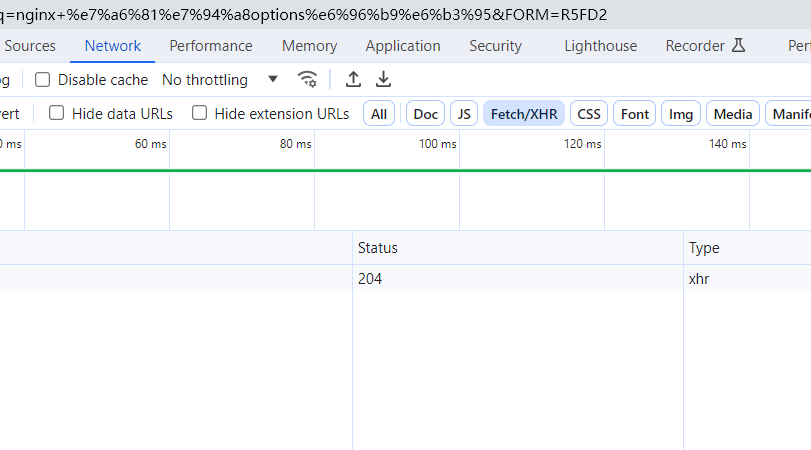 q=nginx+%e7%a6%81%e7%94%a8options%e6%96%b9%e6%b3%95&FORM=R5FD2
Sources Network Performance Memory Application Security Lighthouse Recorder Per
og Disable cache No throttling
ert Hide data URLs Hide extension URLs All Doc JS Fetch/XHR CSS Font Img Media Manif
0 ms 60 ms 80 ms 100 ms 120 ms 140 ms
Status Type
204 xhr